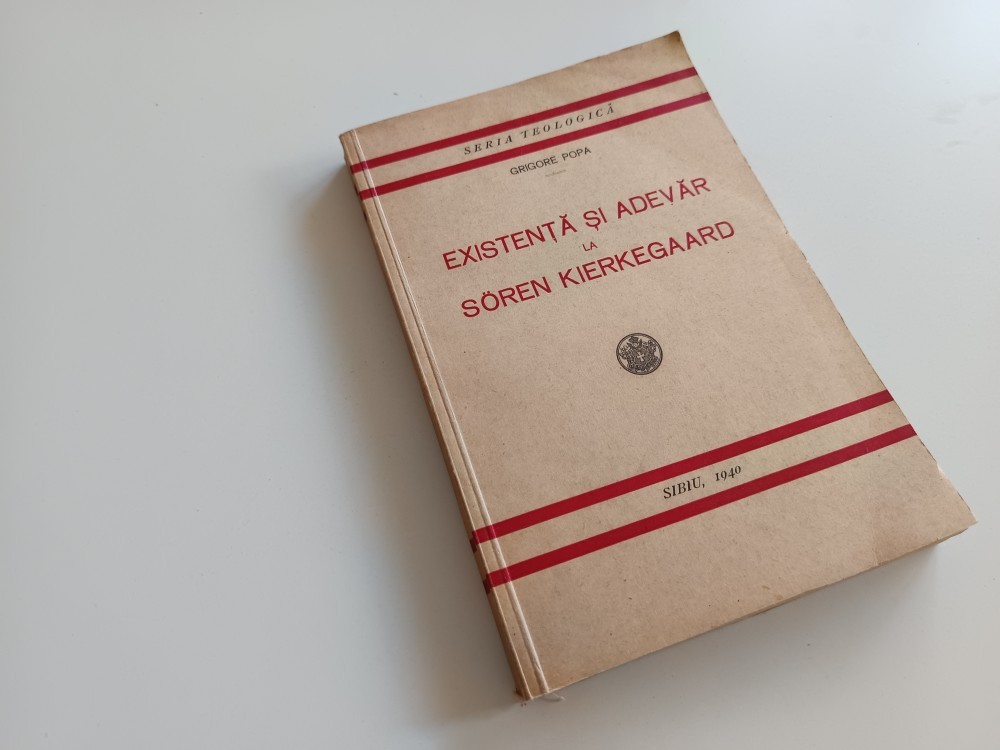 SERIA TEOLOGICĂ
GRIGORE POPA
EXISTENȚĂ ȘI ADEVĂR
LA
SÖREN KIERKEGAARD
SIBIU, 1940